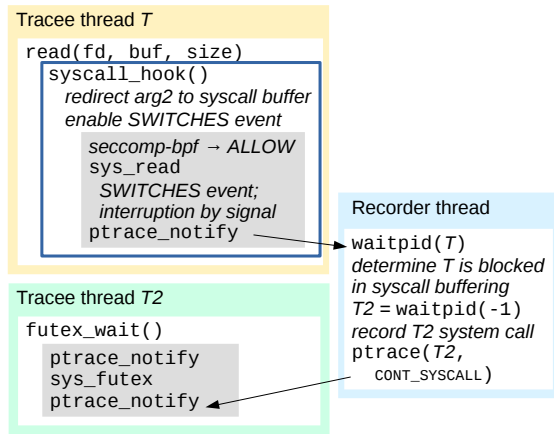 Tracee thread T
read(fd, buf, size)
syscall_hook()
redirect arg2 to syscall buffer
enable SWITCHES event
seccomp-bpf → ALLOW
sys_read
SWITCHES event;
interruption by signal
ptrace_notify
Recorder thread
waitpid(T)
determine T is blocked
in syscall buffering
T2 = waitpid(-1)
record T2 system call
ptrace(T2,
CONT_SYSCALL)
Tracee thread T2
futex_wait()
ptrace_notify
sys_futex
ptrace_notify